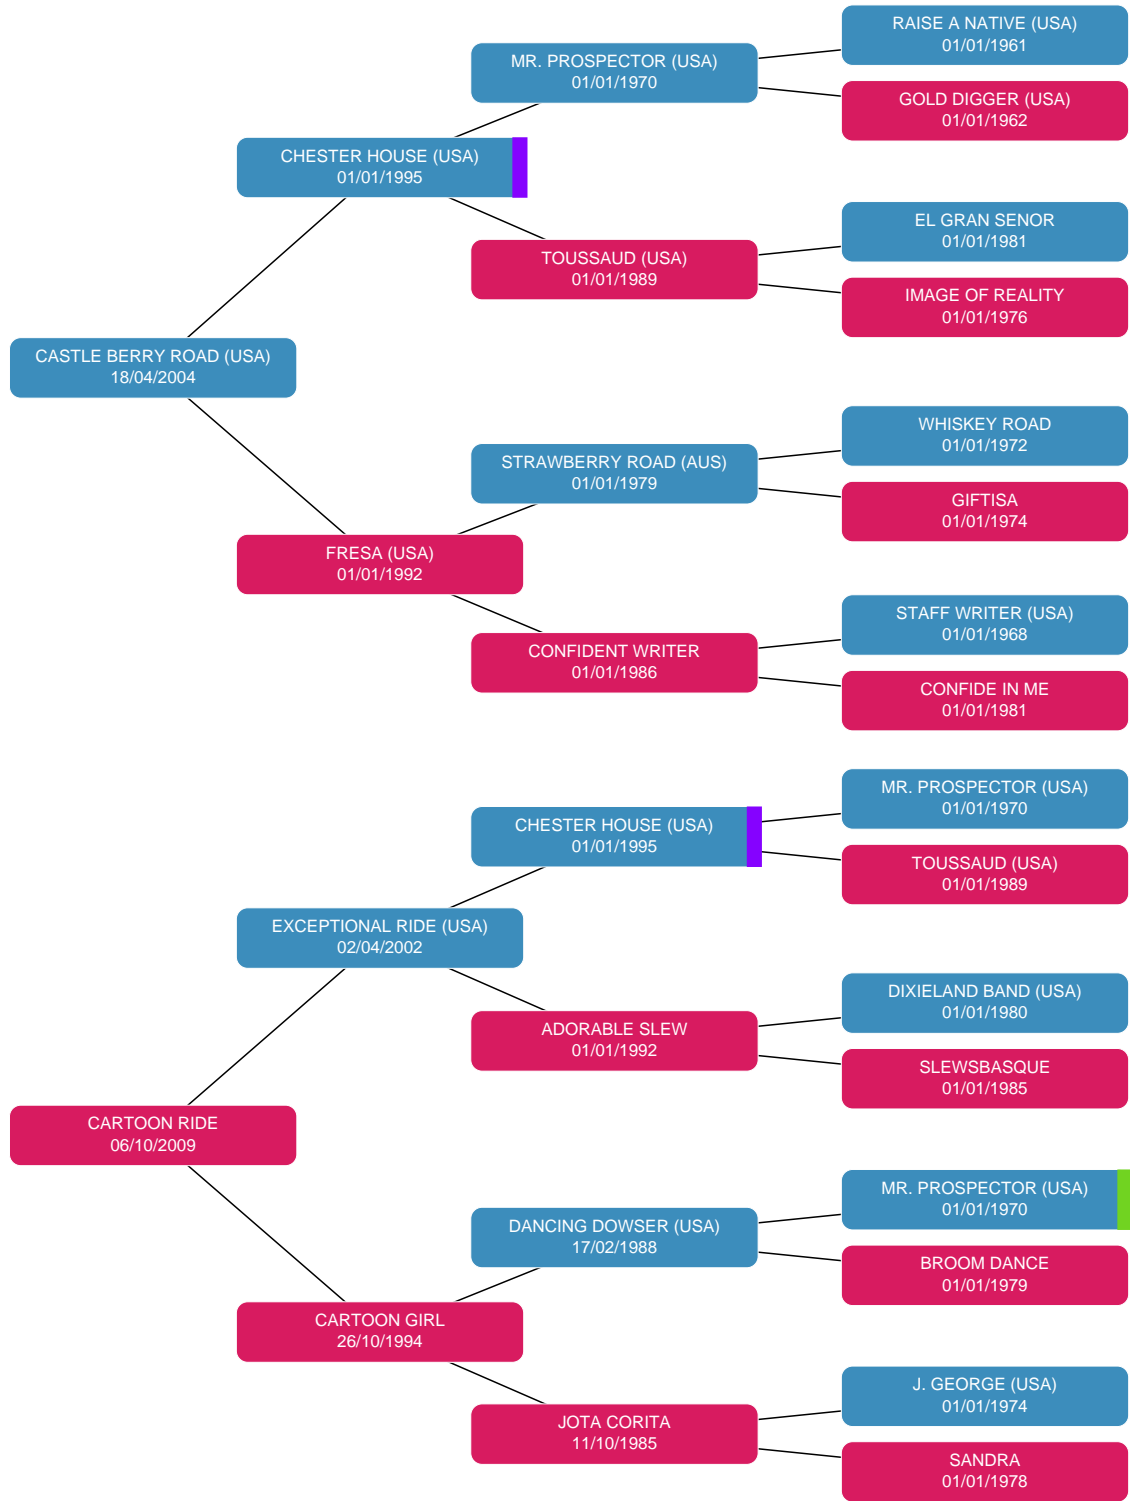 RAISE A NATIVE (USA)
01/01/1961
MR. PROSPECTOR (USA)
01/01/1970
GOLD DIGGER (USA)
01/01/1962
CHESTER HOUSE (USA)
01/01/1995
EL GRAN SENOR
01/01/1981
TOUSSAUD (USA)
01/01/1989
IMAGE OF REALITY
01/01/1976
CASTLE BERRY ROAD (USA)
18/04/2004
WHISKEY ROAD
01/01/1972
STRAWBERRY ROAD (AUS)
01/01/1979
GIFTISA
01/01/1974
FRESA (USA)
01/01/1992
STAFF WRITER (USA)
01/01/1968
CONFIDENT WRITER
01/01/1986
CONFIDE IN ME
01/01/1981
MR. PROSPECTOR (USA)
01/01/1970
CHESTER HOUSE (USA)
01/01/1995
TOUSSAUD (USA)
01/01/1989
EXCEPTIONAL RIDE (USA)
02/04/2002
DIXIELAND BAND (USA)
01/01/1980
ADORABLE SLEW
01/01/1992
SLEWSBASQUE
01/01/1985
CARTOON RIDE
06/10/2009
MR. PROSPECTOR (USA)
01/01/1970
DANCING DOWSER (USA)
17/02/1988
BROOM DANCE
01/01/1979
CARTOON GIRL
26/10/1994
J. GEORGE (USA)
01/01/1974
JOTA CORITA
11/10/1985
SANDRA
01/01/1978